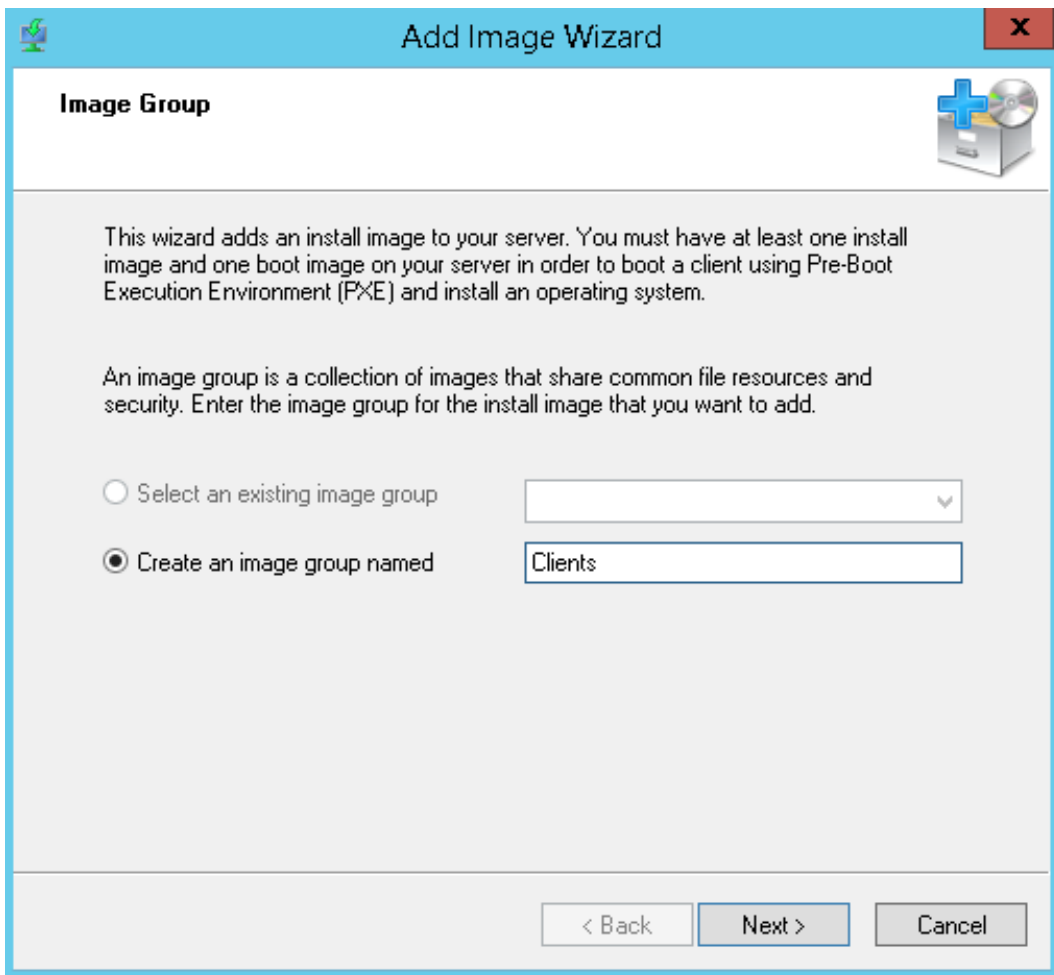 Add Image Wizard
x
Image Group
This wizard adds an install image to your server. You must have at least one install
image and one boot image on your server in order to boot a client using Pre-Boot
Execution Environment (PXE) and install an operating system.
An image group is a collection of images that share common file resources and
security. Enter the image group for the install image that you want to add.
Select an existing image group
Create an image group named
Clients
< Back
Next >
Cancel